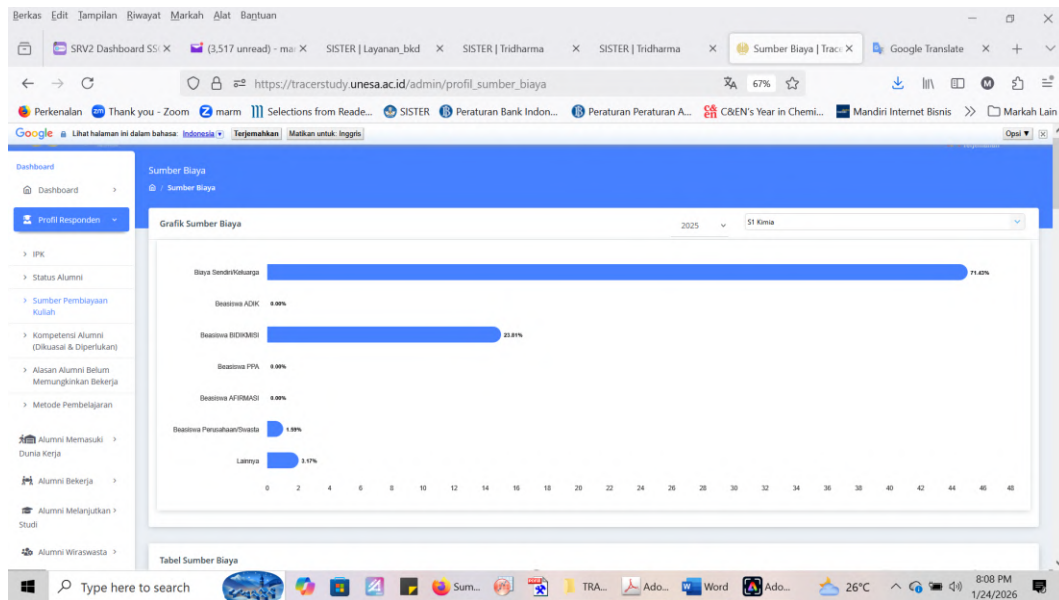 Berkas Edit Tampilan Riwayat Markah Alat Bantuan
SRV2 Dashboard SS
(3,517 unread) - ma
SISTER | Layanan_bkd
SISTER | Tridharma
SISTER | Tridharma
Sumber Biaya | Trac
Google Translate
https://tracerstudy.unesa.ac.id/admin/profil_sumber_biaya
67%
Perkenalan
Thank you - Zoom
marm
Selections from Reade...
SISTER
Peraturan Bank Indon...
Peraturan Peraturan A...
C&EN's Year in Chemi...
Mandiri Internet Bisnis
Markah Lain
Google Lihat halaman ini dalam bahasa: Indonesia Terjemahkan Matikan untuk: Inggris Opsi
Dashboard
Dashboard
Profil Responden
IPK
Status Alumni
Sumber Pembiayaan
Kuliah
Kompetensi Alumni
(Dikuasai & Diperlukan)
Alasan Alumni Belum
Memungkinkan Bekerja
Metode Pembelajaran
Alumni Memasuki
Dunia Kerja
Alumni Bekerja
Alumni Melanjutkan
Studi
Alumni Wiraswasta
Sumber Biaya
/ Sumber Biaya
Grafik Sumber Biaya
2025
S1 Kimia
Biaya Sendiri/Keluarga 71.43%
Beasiswa ADIK 0.00%
Beasiswa BIDIKMISI 23.81%
Beasiswa PPA 0.00%
Beasiswa AFIRMASI 0.00%
Beasiswa Perusahaan/Swasta 1.59%
Lainnya 3.17%
0 2 4 6 8 10 12 14 16 18 20 22 24 26 28 30 32 34 36 38 40 42 44 46 48
Tabel Sumber Biaya
Type here to search
Sum...
TRA...
Ado...
Word
Ado...
26°C
8:08 PM
1/24/2026